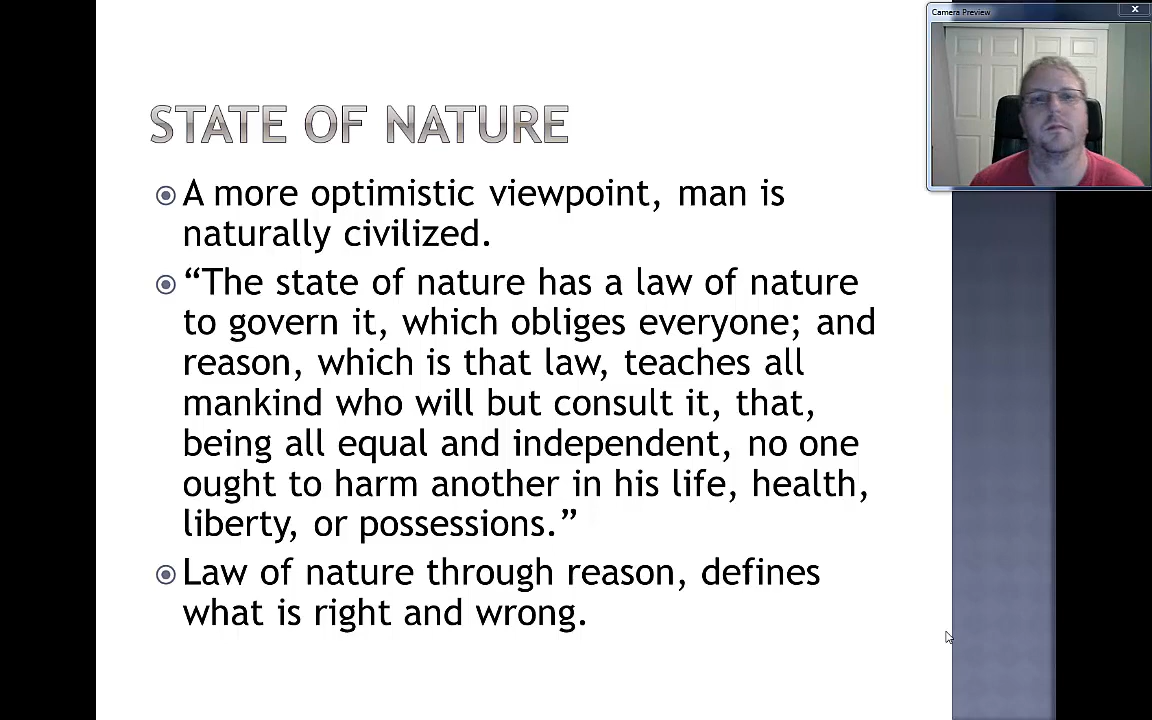 Camera Preview
STATE OF NATURE
A more optimistic viewpoint, man is
naturally civilized.
“The state of nature has a law of nature
to govern it, which obliges everyone; and
reason, which is that law, teaches all
mankind who will but consult it, that,
being all equal and independent, no one
ought to harm another in his life, health,
liberty, or possessions.”
Law of nature through reason, defines
what is right and wrong.